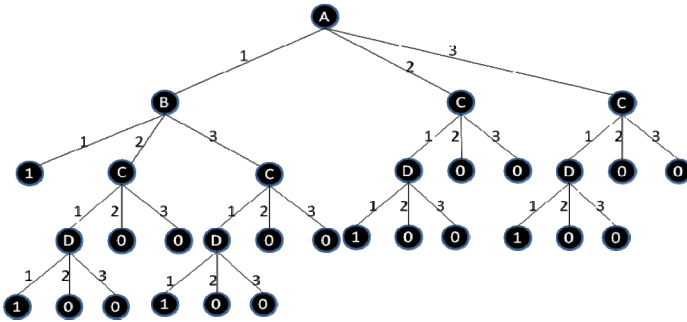 A
1 2 3
B C C
1 2 3 1 2 3 1 2 3
1 C C D 0 0 D 0 0
1 2 3 1 2 3 1 2 3 1 2 3
D 0 0 D 0 0 1 0 0 1 0 0
1 2 3 1 2 3
1 0 0 1 0 0